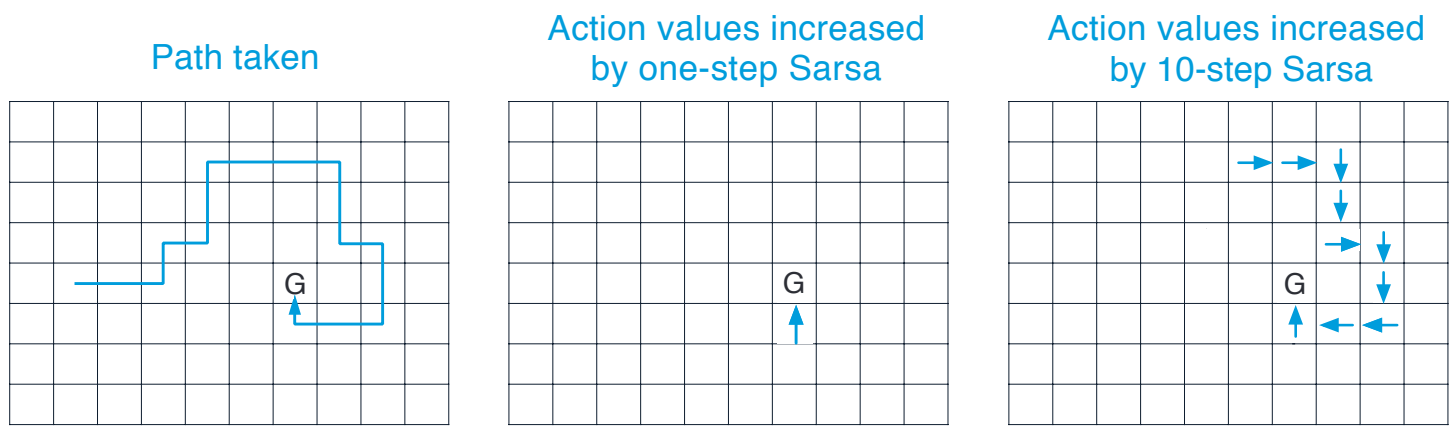 Path taken
Action values increased
by one-step Sarsa
Action values increased
by 10-step Sarsa
G
G
G